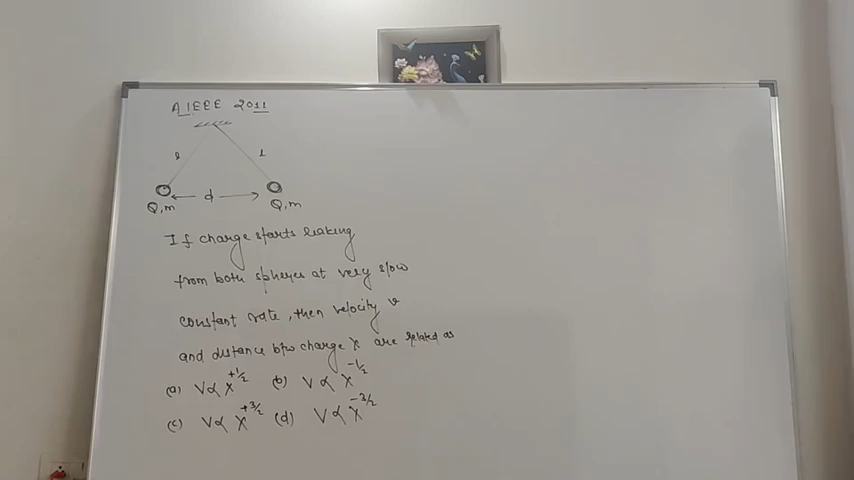 AIEEE 2011
l l
d
Q,m Q,m
If charge starts leaking
from both spheres at very slow
constant rate, then velocity v
and distance b/w charge x are related as
(a) V∝ x^+1/2 (b) V∝ x^-1/2
(c) V∝ x^+3/2 (d) V∝ x^-3/2